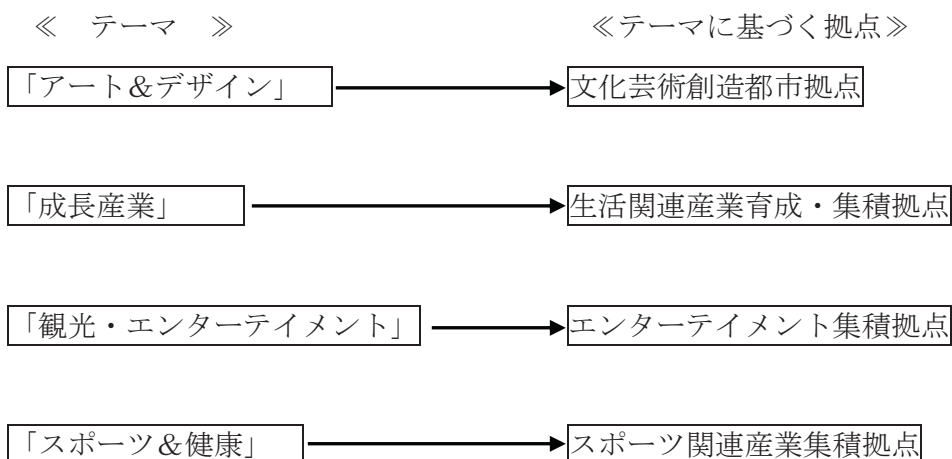 ≪　テーマ　≫　≪テーマに基づく拠点≫
「アート＆デザイン」　文化芸術創造都市拠点
「成長産業」　生活関連産業育成・集積拠点
「観光・エンターテイメント」　エンターテイメント集積拠点
「スポーツ＆健康」　スポーツ関連産業集積拠点